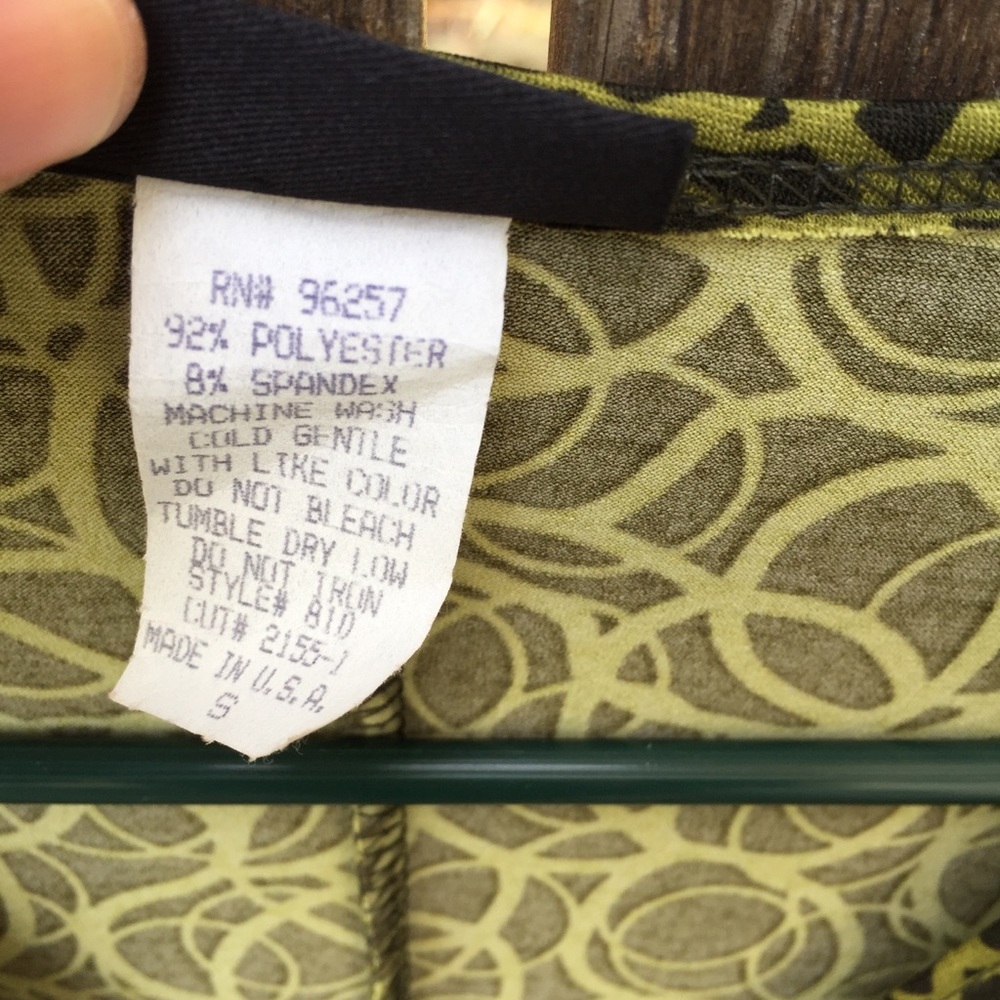 RN# 96257
92% POLYESTER
8% SPANDEX
MACHINE WASH
COLD GENTLE
WITH LIKE COLOR
DO NOT BLEACH
TUMBLE DRY LOW
DO NOT IRON
STYLE# 81D
CUT# 2155-1
MADE IN U.S.A.
S